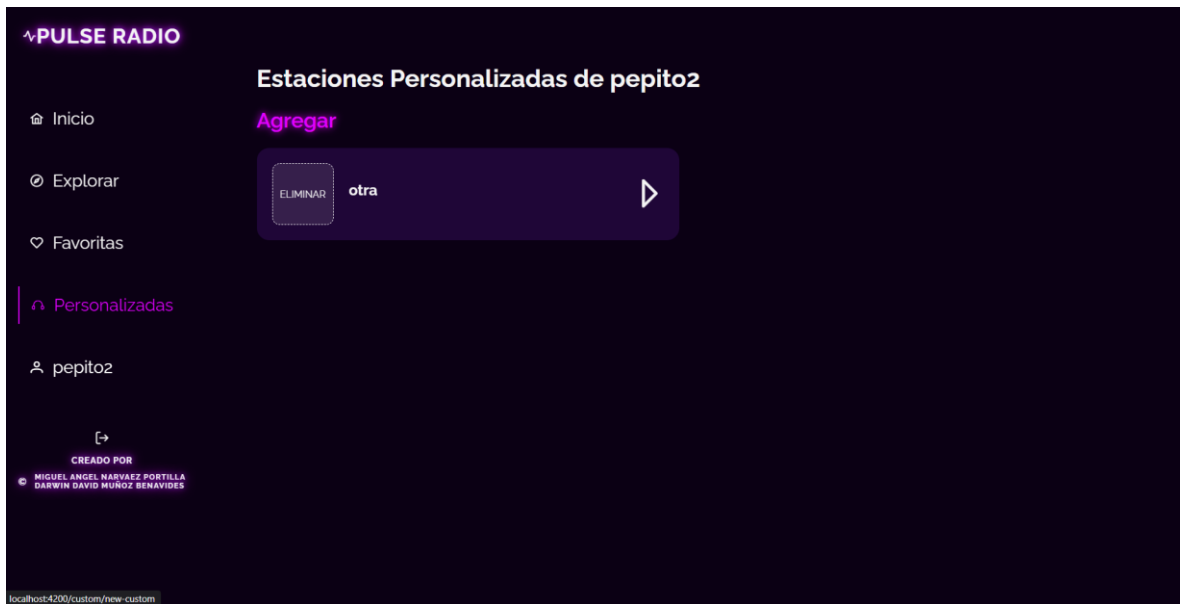 PULSE RADIO
Estaciones Personalizadas de pepito2
Inicio
Agregar
Explorar
ELIMINAR
otra
Favoritas
Personalizadas
pepito2
CREADO POR
© MIGUEL ANGEL NARVAEZ PORTILLA
DARWIN DAVID MUÑOZ BENAVIDES
localhost:4200/custom/new-custom